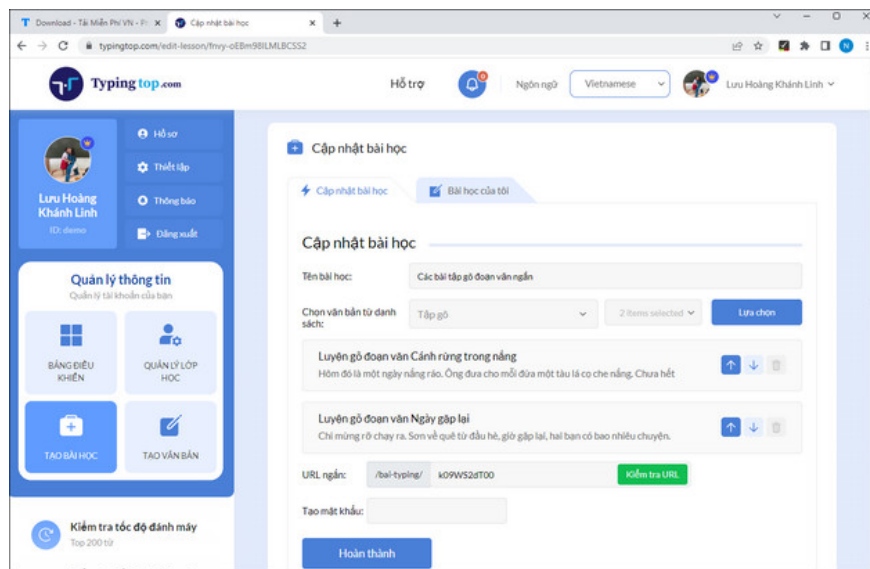 Download - Tải Miễn Phí VN - Ph
Cập nhật bài học
typingtop.com/edit-lesson/fnvy-oEBm98ILMLBCSS2
N
Typing top .com
Hỗ trợ
Ngôn ngữ
Vietnamese
Lưu Hoàng Khánh Linh
Hồ sơ
Thiết lập
Lưu Hoàng
Khánh Linh
Thông báo
ID: demo
Đăng xuất
Quản lý thông tin
Quản lý tài khoản của bạn
BẢNG ĐIỀU
KHIỂN
QUẢN LÝ LỚP
HỌC
TẠO BÀI HỌC
TẠO VĂN BẢN
Kiểm tra tốc độ đánh máy
Top 200 từ
Cập nhật bài học
Cập nhật bài học
Bài học của tôi
Cập nhật bài học
Tên bài học:
Các bài tập gõ đoạn văn ngắn
Chọn văn bản từ danh
sách:
Tập gõ
2 items selected
Lựa chọn
Luyện gõ đoạn văn Cảnh rừng trong nắng
Hôm đó là một ngày nắng ráo. Ông đưa cho mỗi đứa một tàu lá cọ che nắng. Chưa hết
Luyện gõ đoạn văn Ngày gặp lại
Chi mừng rỡ chạy ra. Sơn về quê từ đầu hè, giờ gặp lại, hai bạn có bao nhiêu chuyện.
URL ngắn:
/bai-typing/
k09W52dT00
Kiểm tra URL
Tạo mật khẩu:
Hoàn thành